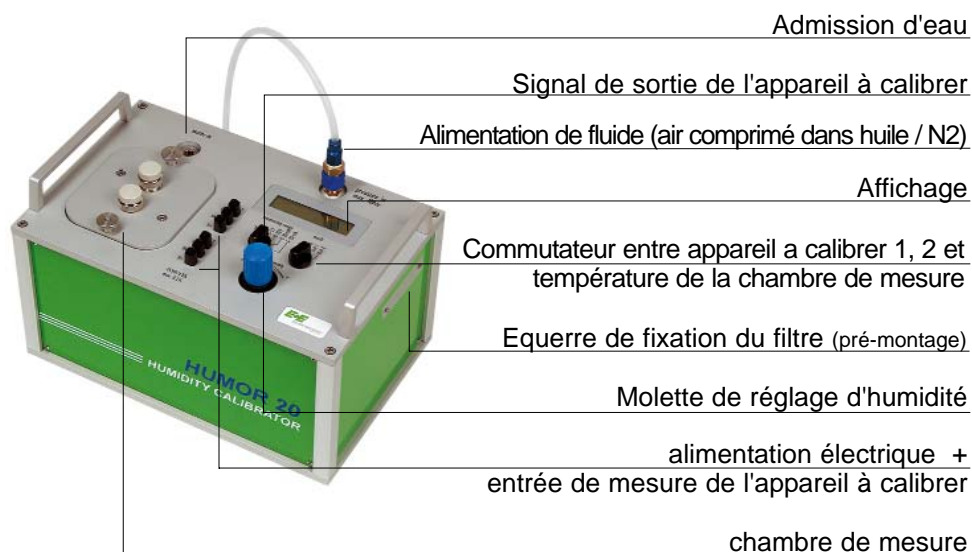 Admission d'eau
Signal de sortie de l'appareil à calibrer
Alimentation de fluide (air comprimé dans huile / N2)
Affichage
Commutateur entre appareil a calibrer 1, 2 et
température de la chambre de mesure
Equerre de fixation du filtre (pré-montage)
Molette de réglage d'humidité
alimentation électrique +
entrée de mesure de l'appareil à calibrer
chambre de mesure
E+E
HUMOR 20
HUMIDITY CALIBRATOR